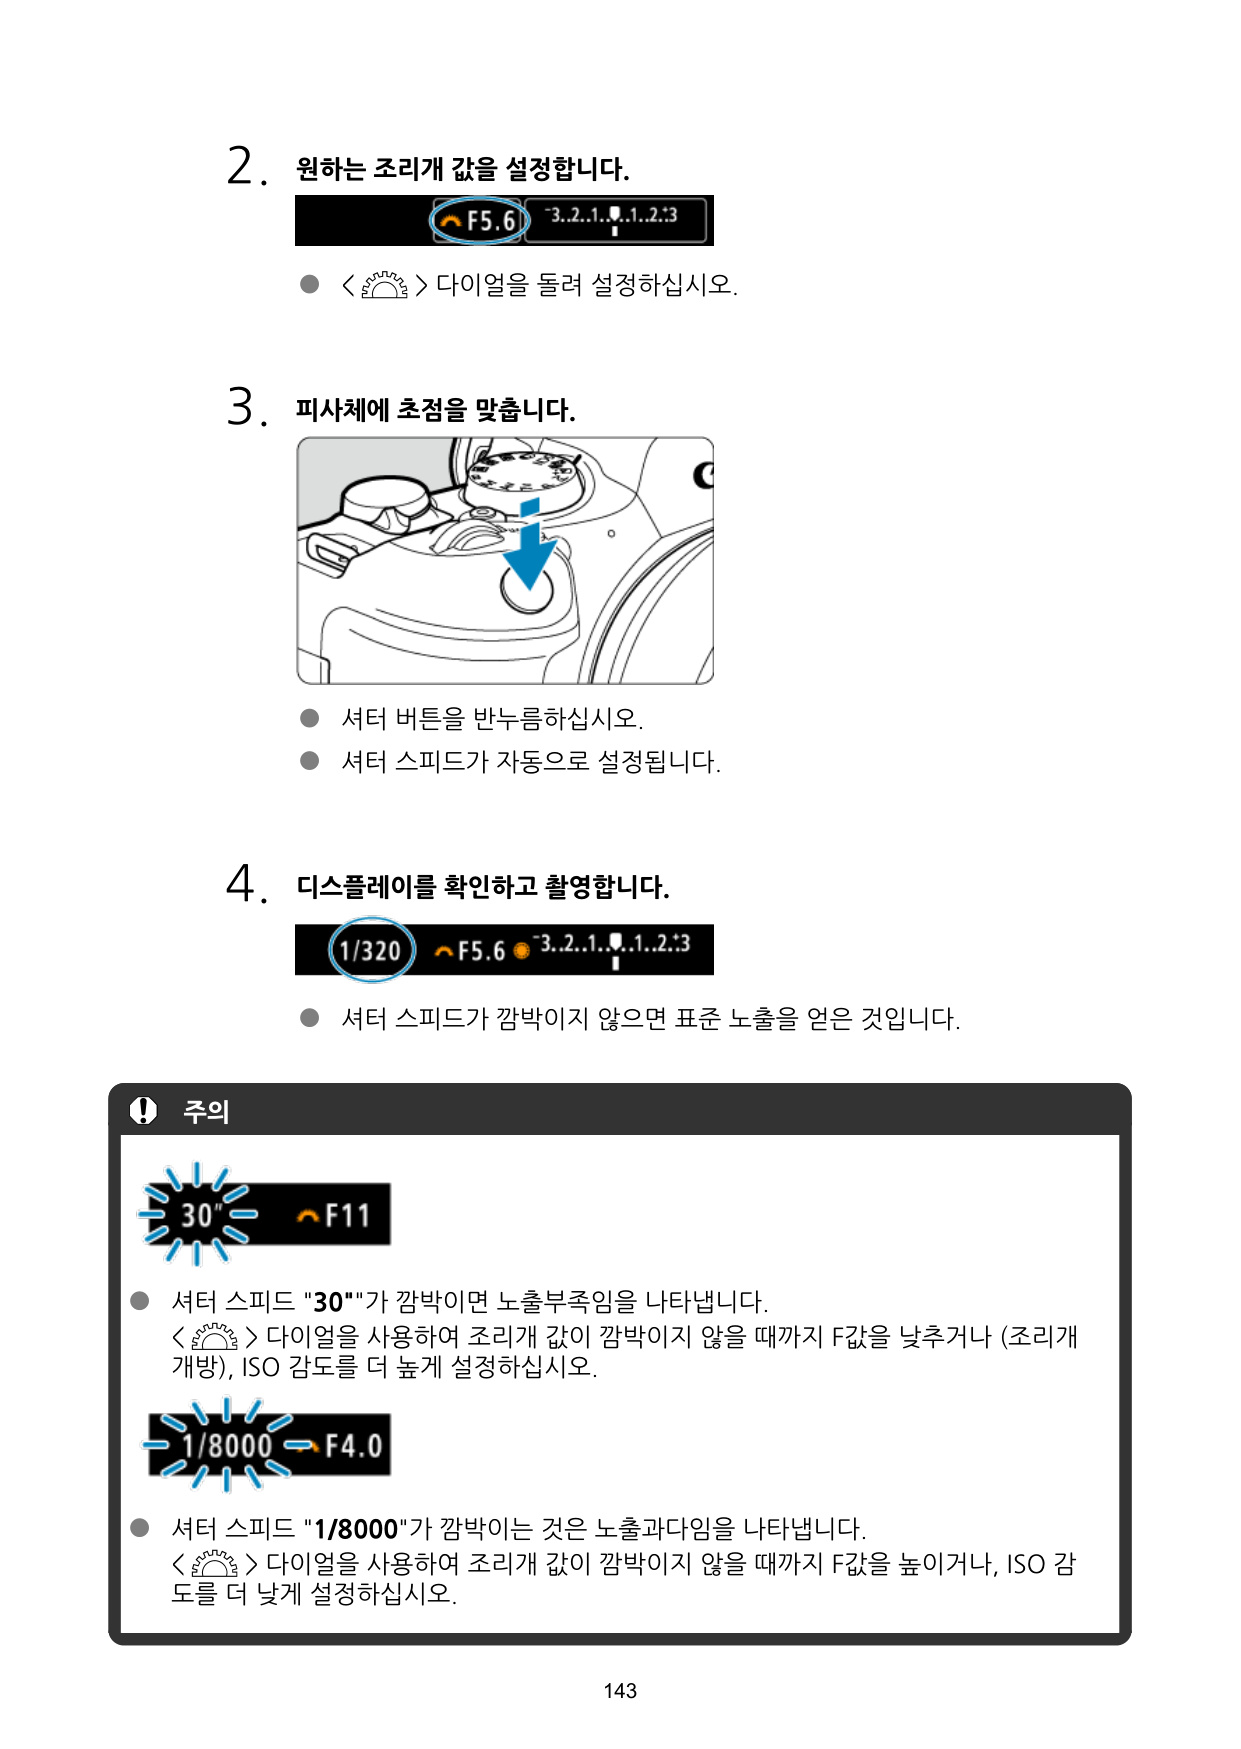 2. 원하는 조리개 값을 설정합니다.
F5.6 -3..2..1..0..1..2..+3
< > 다이얼을 돌려 설정하십시오.
3. 피사체에 초점을 맞춥니다.
● 셔터 버튼을 반누름하십시오.
● 셔터 스피드가 자동으로 설정됩니다.
4. 디스플레이를 확인하고 촬영합니다.
1/320 F5.6 -3..2..1..0..1..2..+3
● 셔터 스피드가 깜박이지 않으면 표준 노출을 얻은 것입니다.
주의
30" F11
● 셔터 스피드 "30""가 깜박이면 노출부족임을 나타냅니다.
< > 다이얼을 사용하여 조리개 값이 깜박이지 않을 때까지 F값을 낮추거나 (조리개
개방), ISO 감도를 더 높게 설정하십시오.
1/8000 F4.0
● 셔터 스피드 "1/8000"가 깜박이는 것은 노출과다임을 나타냅니다.
< > 다이얼을 사용하여 조리개 값이 깜박이지 않을 때까지 F값을 높이거나, ISO 감
도를 더 낮게 설정하십시오.
143